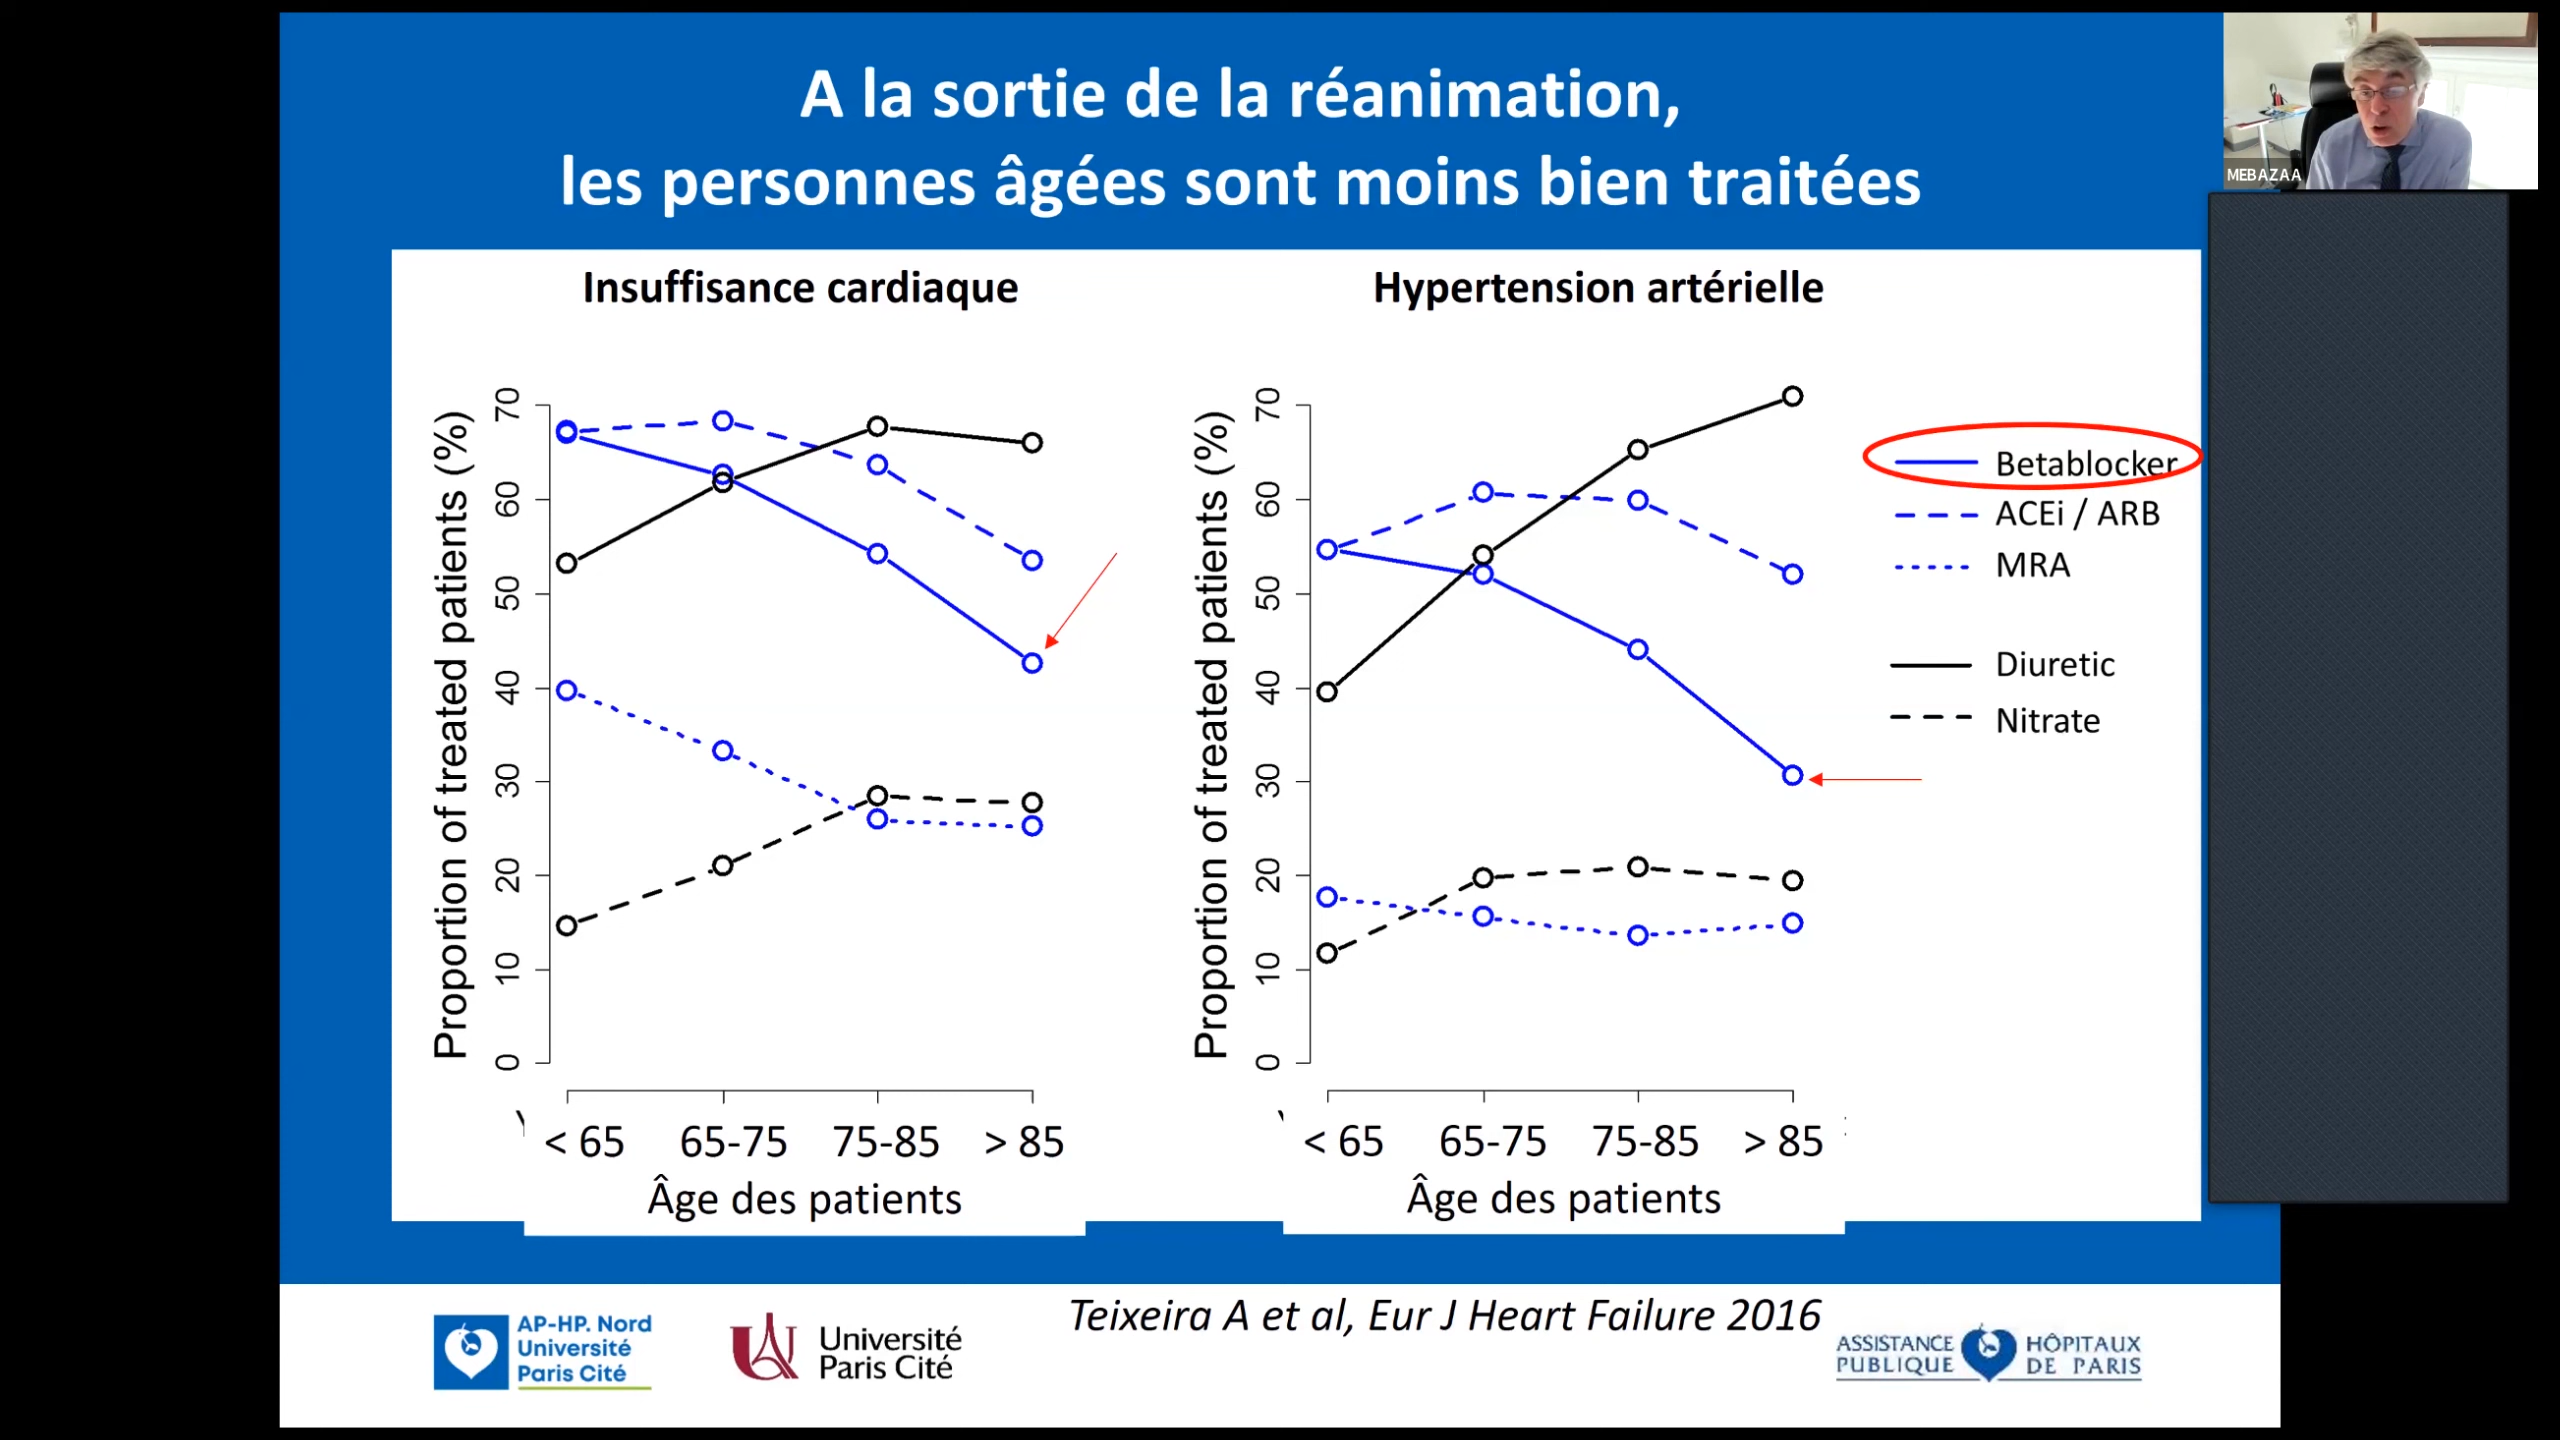 A la sortie de la réanimation,
les personnes âgées sont moins bien traitées
MEBAZAA
Insuffisance cardiaque
Proportion of treated patients (%)
70
60
50
40
30
20
10
0
< 65 65-75 75-85 > 85
Âge des patients
Hypertension artérielle
Proportion of treated patients (%)
70
60
50
40
30
20
10
0
< 65 65-75 75-85 > 85
Âge des patients
Betablocker
ACEi / ARB
MRA
Diuretic
Nitrate
Teixeira A et al, Eur J Heart Failure 2016
AP-HP. Nord
Université
Paris Cité
Université
Paris Cité
ASSISTANCE HÔPITAUX
PUBLIQUE DE PARIS